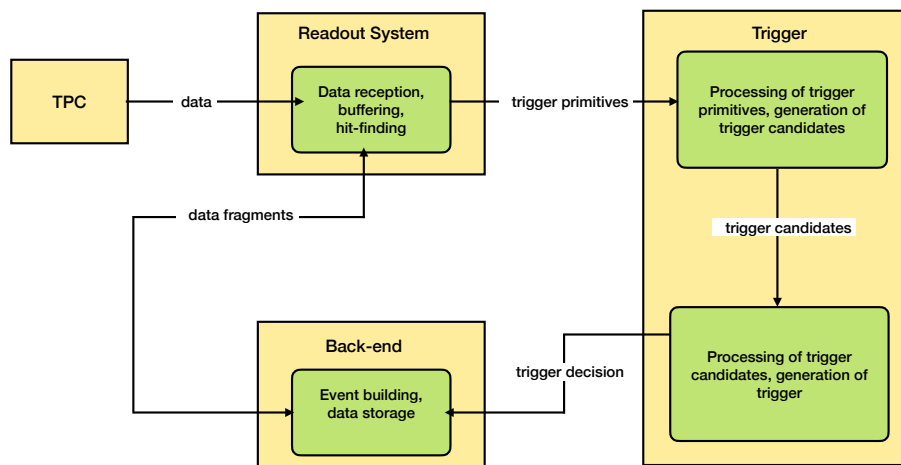 Readout System
Trigger
TPC
data
Data reception,
buffering,
hit-finding
trigger primitives
Processing of trigger
primitives, generation of
trigger candidates
data fragments
trigger candidates
Back-end
trigger decision
Event building,
data storage
Processing of trigger
candidates, generation of
trigger